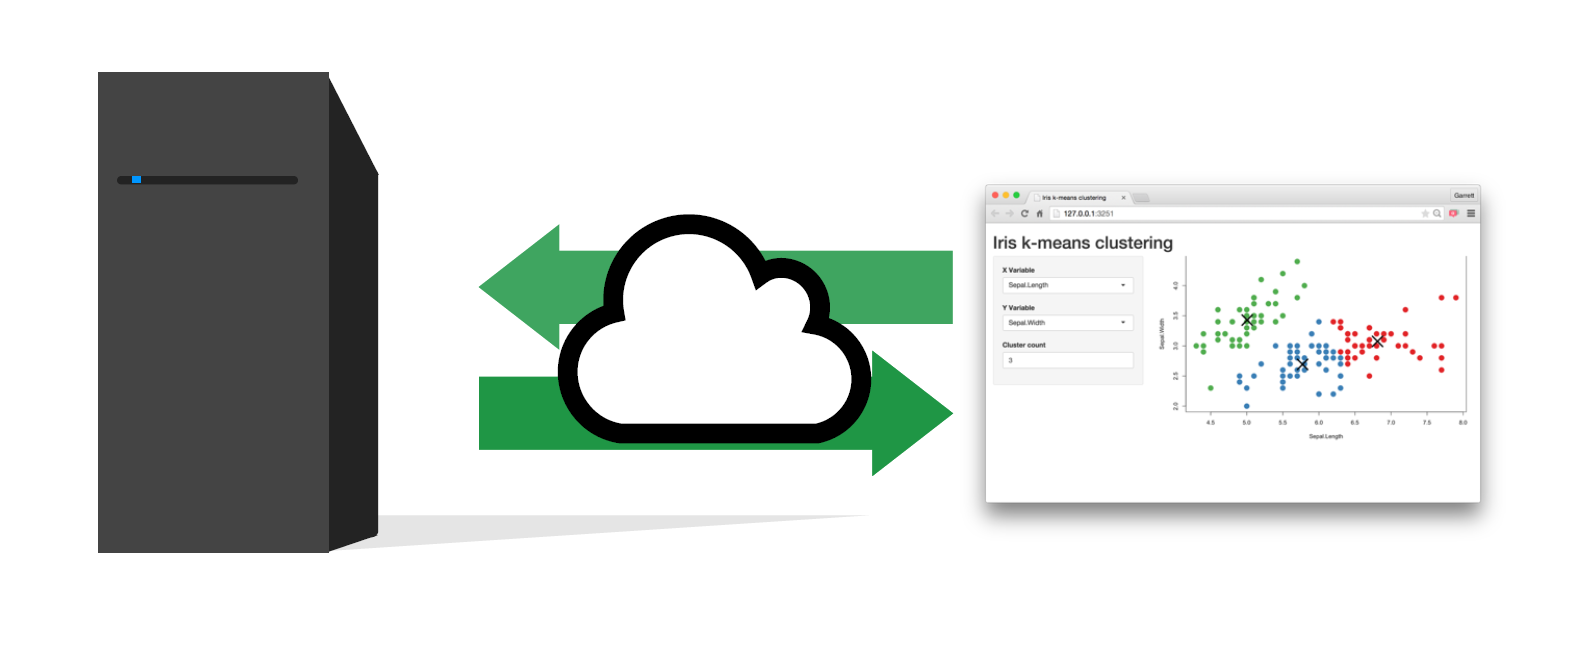 Iris k-means clustering
Garrett
127.0.0.1:3251
Iris k-means clustering
X Variable
Sepal.Length
Y Variable
Sepal.Width
Cluster count
3
Sepal.Width
4.0
3.5
3.0
2.5
2.0
4.5 5.0 5.5 6.0 6.5 7.0 7.5 8.0
Sepal.Length